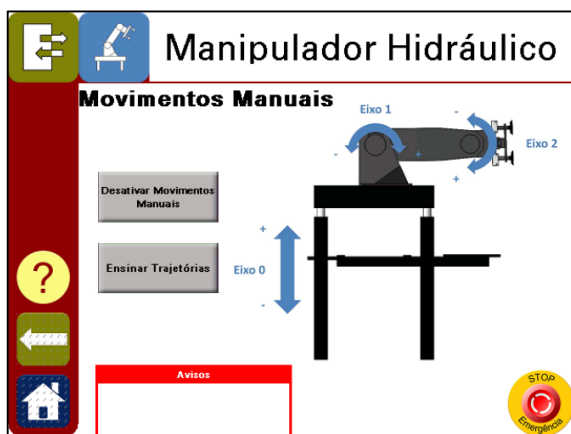 Manipulador Hidráulico
Movimentos Manuais
Eixo 1
-
+
-
+
Eixo 2
Desativar Movimentos
Manuais
Ensinar Trajetórias
+
Eixo 0
-
?
Avisos
STOP
Emergência